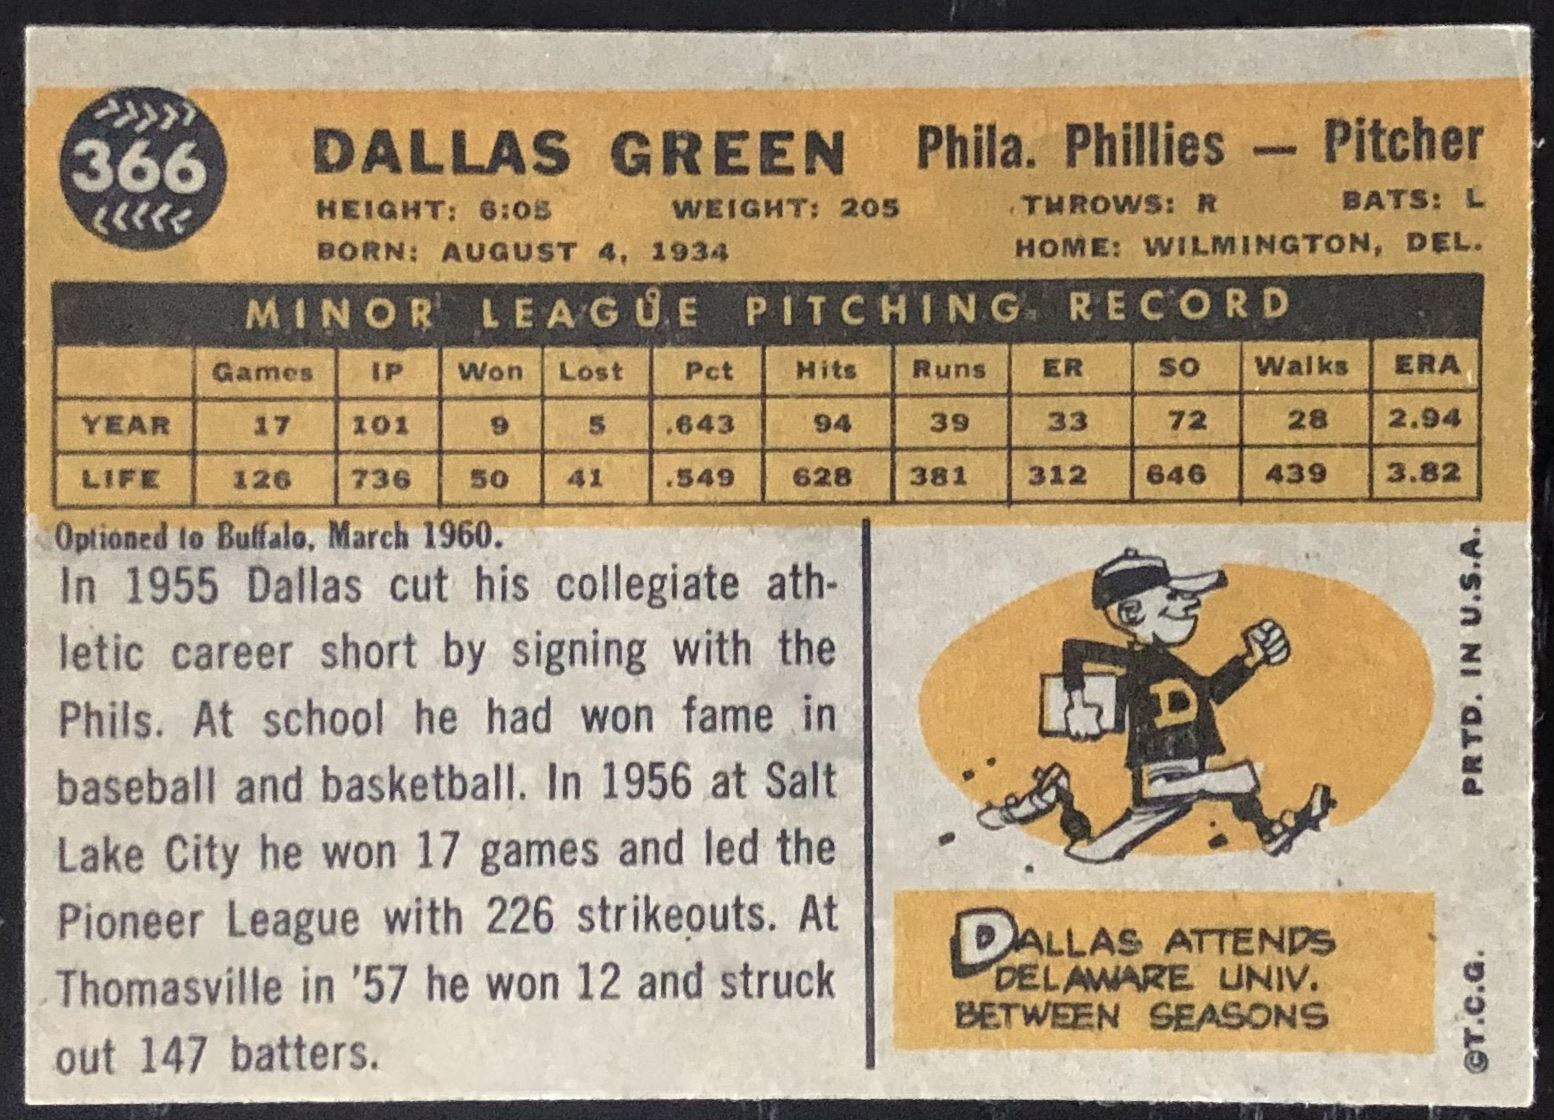 366
DALLAS GREEN Phila. Phillies — Pitcher
HEIGHT: 6:05 WEIGHT: 205 THROWS: R BATS: L
BORN: AUGUST 4, 1934 HOME: WILMINGTON, DEL.
MINOR LEAGUE PITCHING RECORD
Games IP Won Lost Pct Hits Runs ER SO Walks ERA
YEAR 17 101 9 5 .643 94 39 33 72 28 2.94
LIFE 126 736 50 41 .549 628 381 312 646 439 3.82
Optioned to Buffalo, March 1960.
In 1955 Dallas cut his collegiate ath-
letic career short by signing with the
Phils. At school he had won fame in
baseball and basketball. In 1956 at Salt
Lake City he won 17 games and led the
Pioneer League with 226 strikeouts. At
Thomasville in '57 he won 12 and struck
out 147 batters.
D
DALLAS ATTENDS
DELAWARE UNIV.
BETWEEN SEASONS
©T.C.G. PRTD. IN U.S.A.